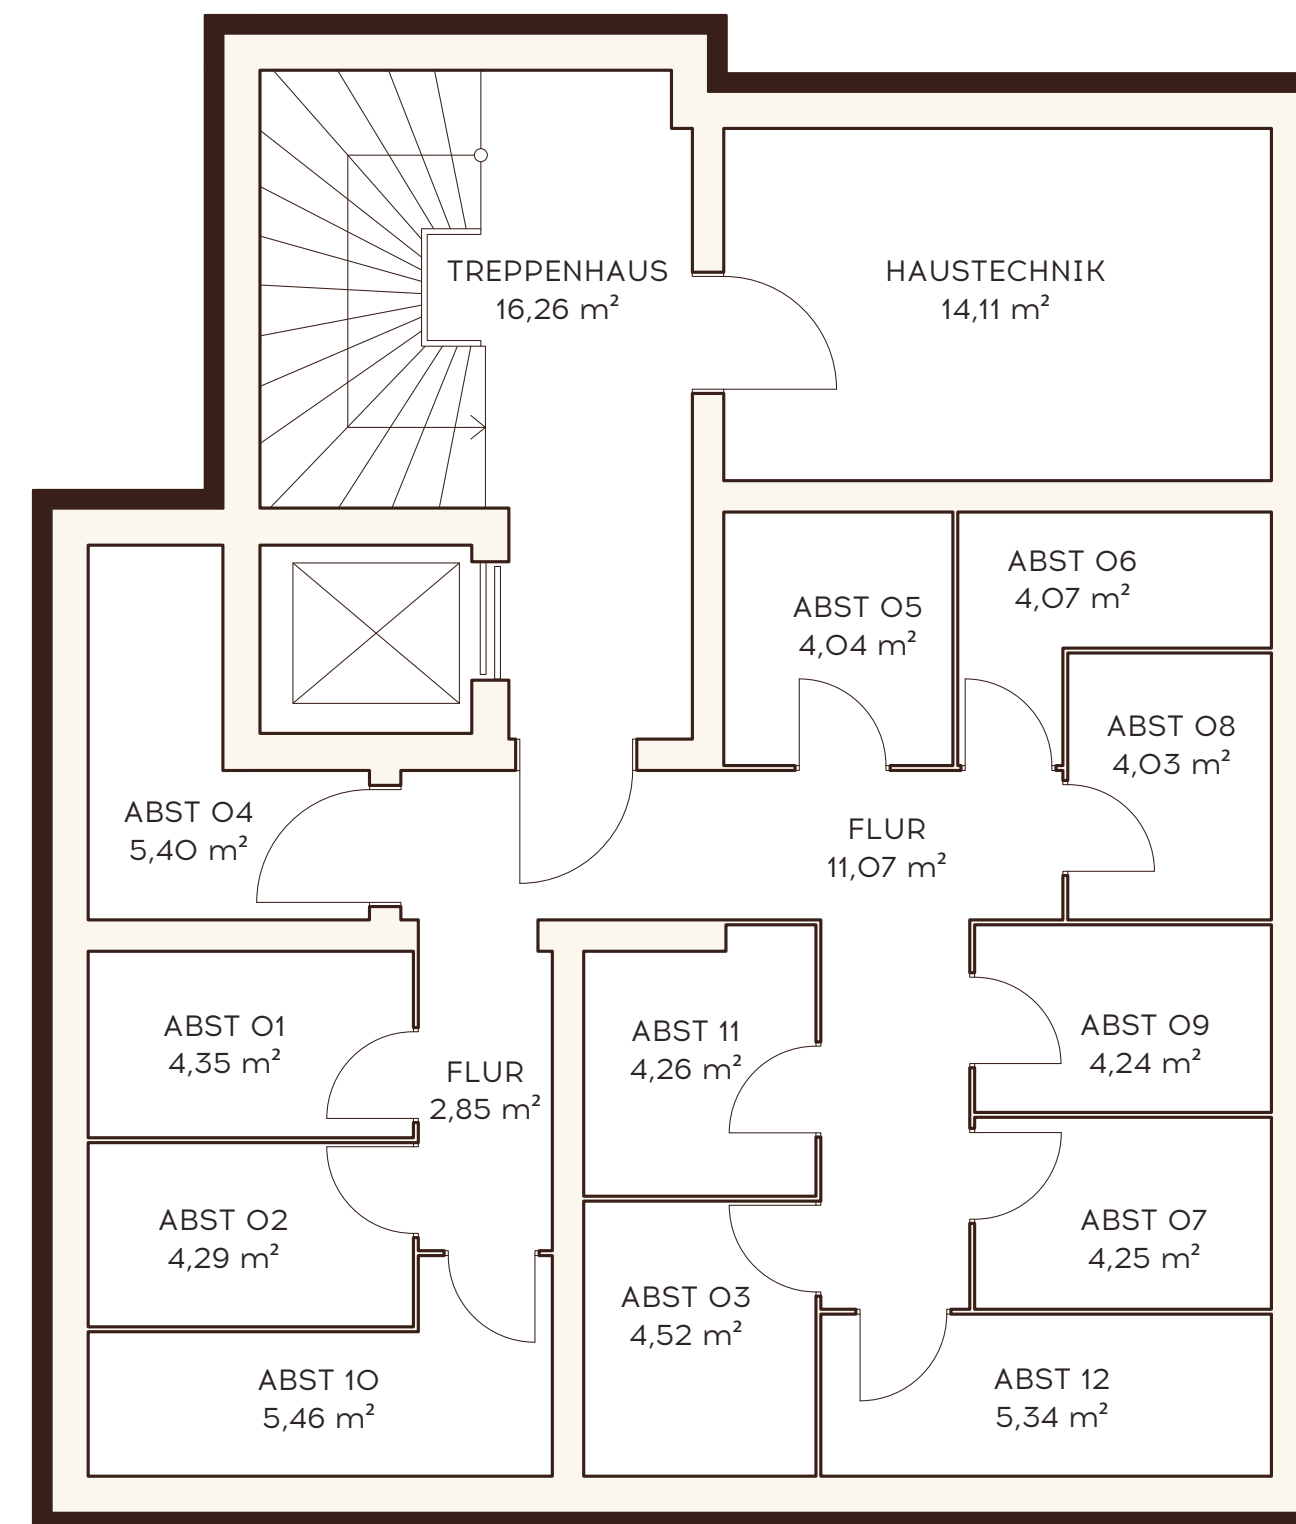 TREPPENHAUS
16,26 m²
HAUSTECHNIK
14,11 m²
ABST 06
4,07 m²
ABST 05
4,04 m²
ABST 08
4,03 m²
ABST 04
5,40 m²
FLUR
11,07 m²
ABST 01
4,35 m²
FLUR
2,85 m²
ABST 11
4,26 m²
ABST 09
4,24 m²
ABST 02
4,29 m²
ABST 07
4,25 m²
ABST 03
4,52 m²
ABST 10
5,46 m²
ABST 12
5,34 m²